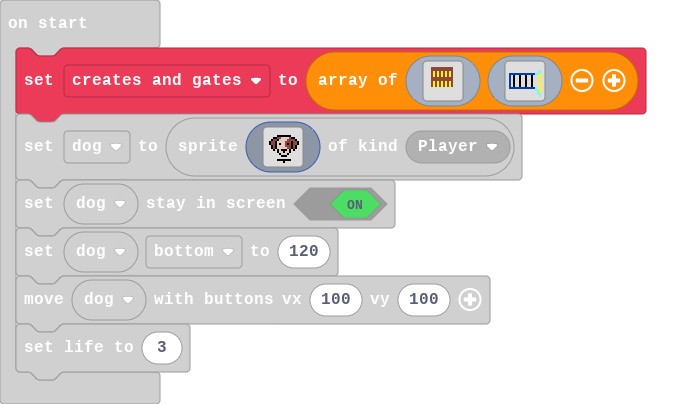 on start
set creates and gates to array of
set dog to sprite of kind Player
set dog stay in screen ON
set dog bottom to 120
move dog with buttons vx 100 vy 100
set life to 3